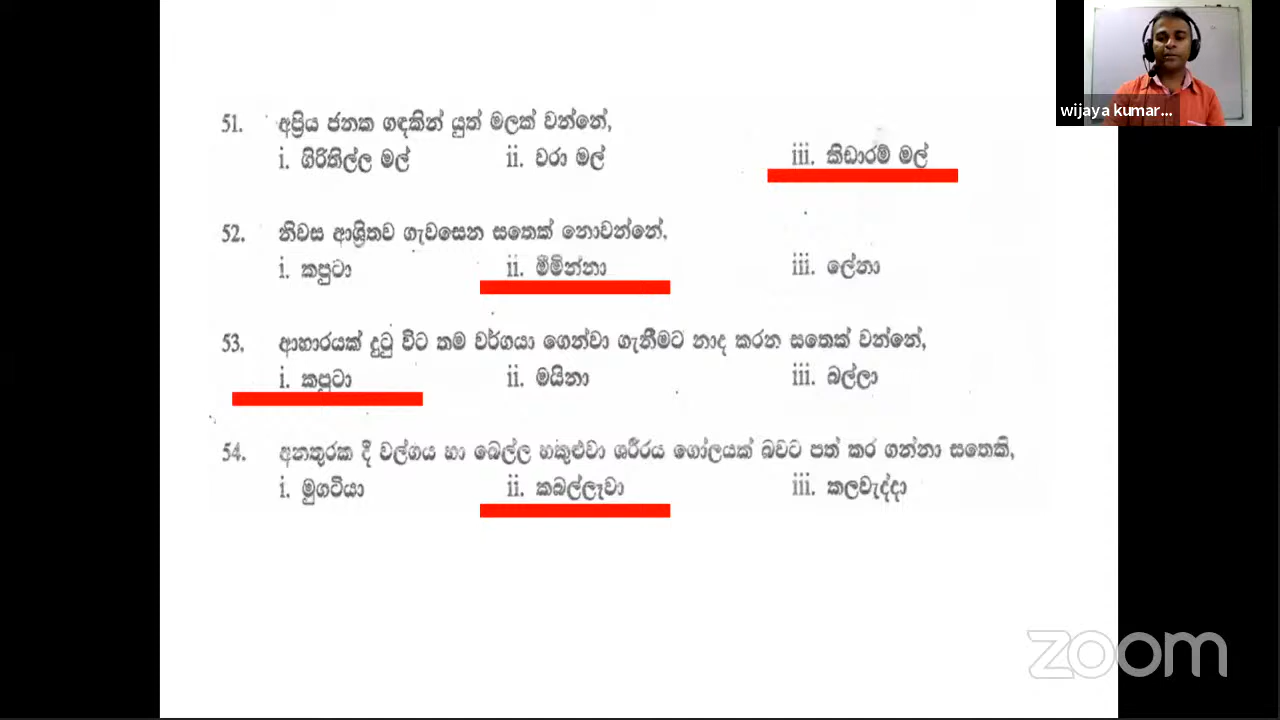 wijaya kumar...
51. අප්‍රිය ජනක ගඳකින් යුත් මලක් වන්නේ,
i. ගිරිතිල්ල මල් ii. වරා මල් iii. කිඩාරම් මල්
52. නිවස ආශ්‍රිතව ගැවසෙන සතෙක් නොවන්නේ,
i. කපුටා ii. මීමින්නා iii. ලේනා
53. ආහාරයක් දුටු විට තම වර්ගයා ගෙන්වා ගැනීමට නාද කරන සතෙක් වන්නේ,
i. කපුටා ii. මයිනා iii. බල්ලා
54. අනතුරක දී වල්ගය හා බෙල්ල හකුළුවා ශරීරය ගෝලයක් බවට පත් කර ගන්නා සතෙකි,
i. මුගටියා ii. කබල්ලෑවා iii. කලවැද්දා
zoom